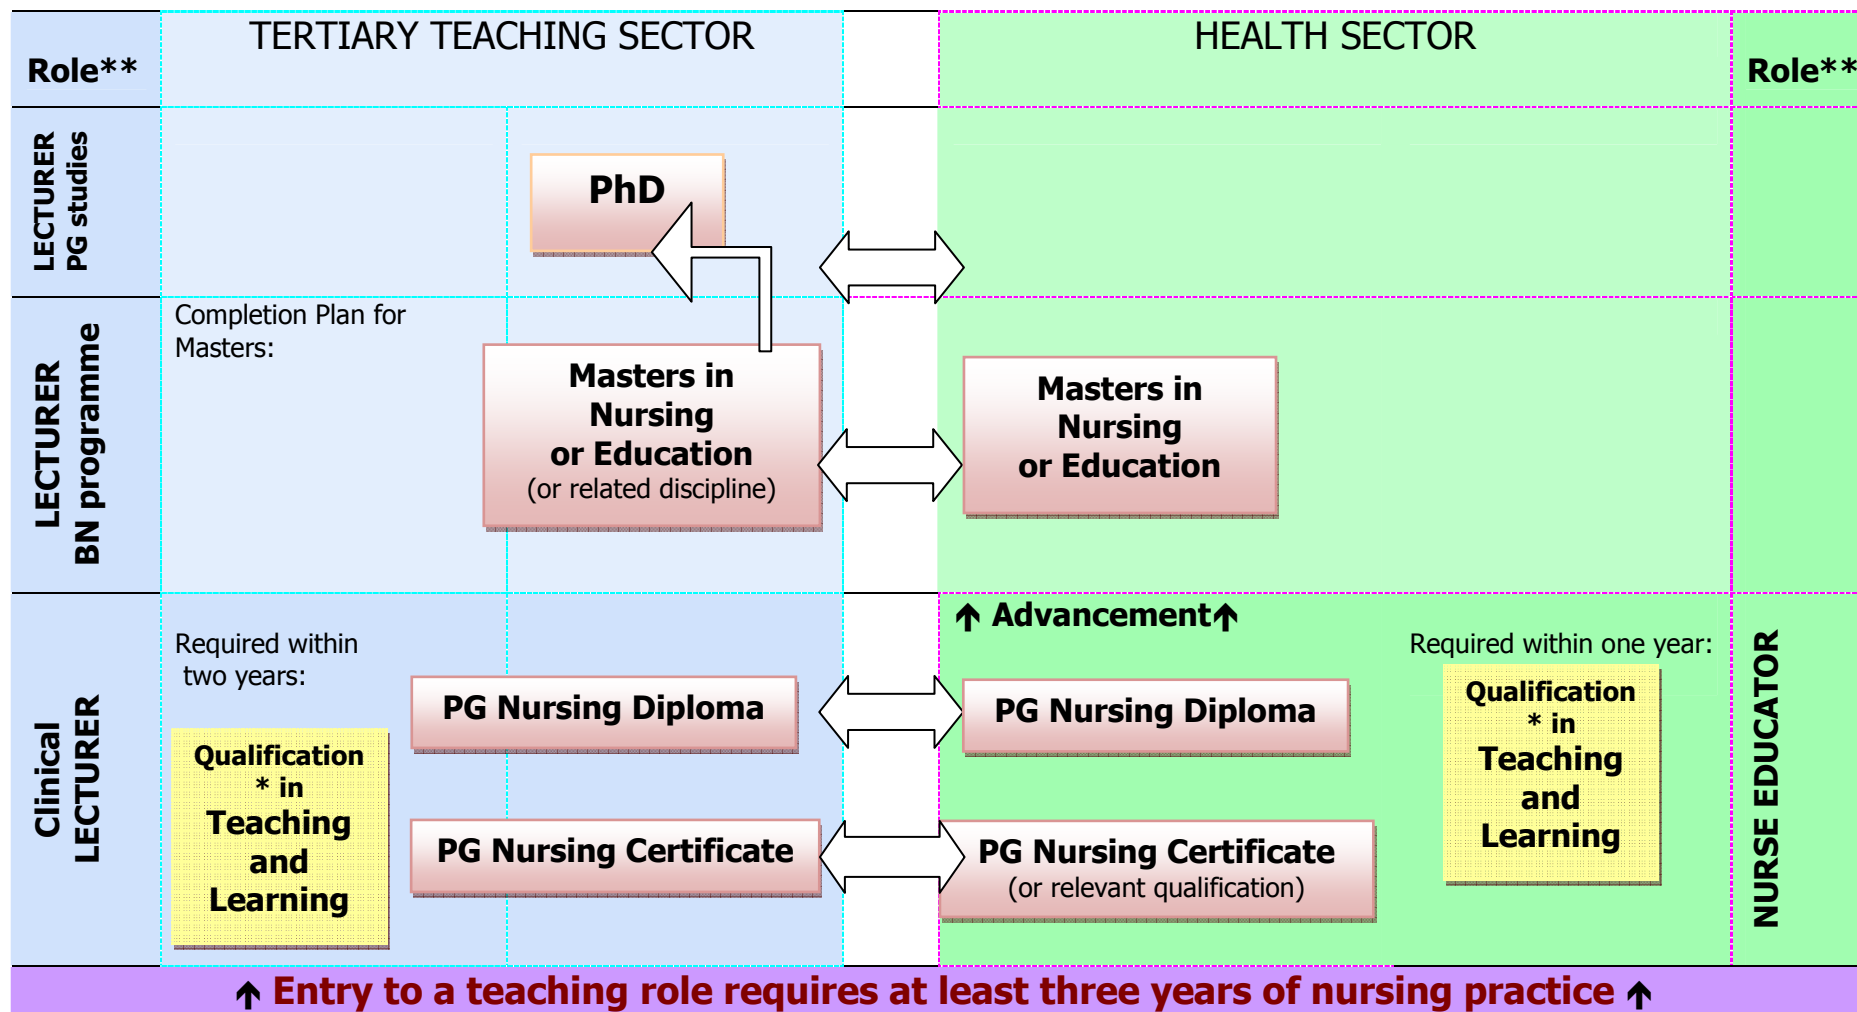 TERTIARY TEACHING SECTOR
HEALTH SECTOR
Role**
Role**
LECTURER
PG studies
PhD
LECTURER
BN programme
Completion Plan for
Masters:
Masters in
Nursing
or Education
(or related discipline)
Masters in
Nursing
or Education
Clinical
LECTURER
Required within
two years:
Qualification
* in
Teaching
and
Learning
PG Nursing Diploma
PG Nursing Certificate
↑ Advancement↑
PG Nursing Diploma
PG Nursing Certificate
(or relevant qualification)
Required within one year:
Qualification
* in
Teaching
and
Learning
NURSE EDUCATOR
↑ Entry to a teaching role requires at least three years of nursing practice ↑